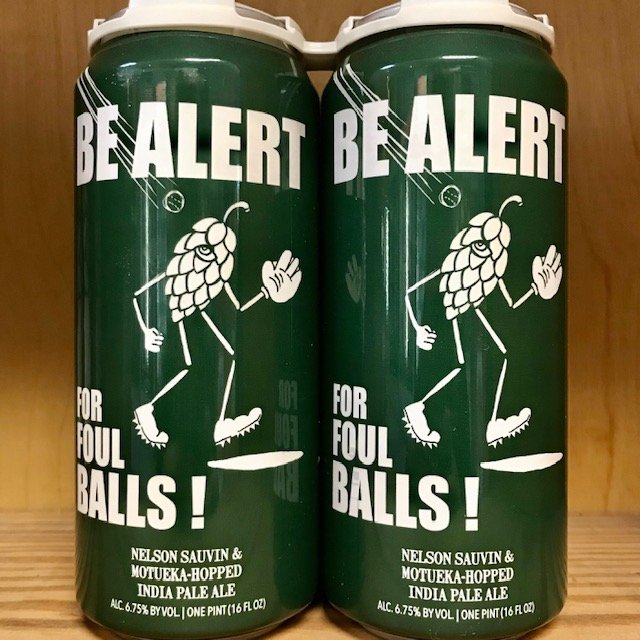 BE ALERT
FOR
FOUL
BALLS !
NELSON SAUVIN &
MOTUEKA-HOPPED
INDIA PALE ALE
ALC. 6.75% BY VOL. | ONE PINT (16 FL OZ)
BE ALERT
FOR
FOUL
BALLS !
NELSON SAUVIN &
MOTUEKA-HOPPED
INDIA PALE ALE
ALC. 6.75% BY VOL. | ONE PINT (16 FL OZ)